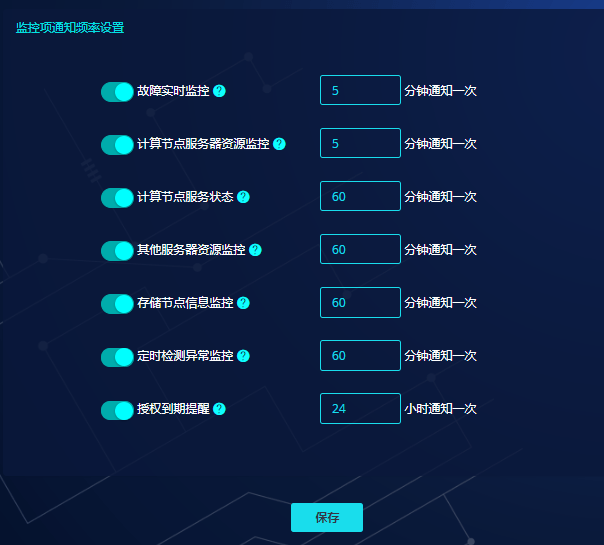 监控项通知频率设置
故障实时监控 ? 5 分钟通知一次
计算节点服务器资源监控 ? 5 分钟通知一次
计算节点服务状态 ? 60 分钟通知一次
其他服务器资源监控 ? 60 分钟通知一次
存储节点信息监控 ? 60 分钟通知一次
定时检测异常监控 ? 60 分钟通知一次
授权到期提醒 ? 24 小时通知一次
保存